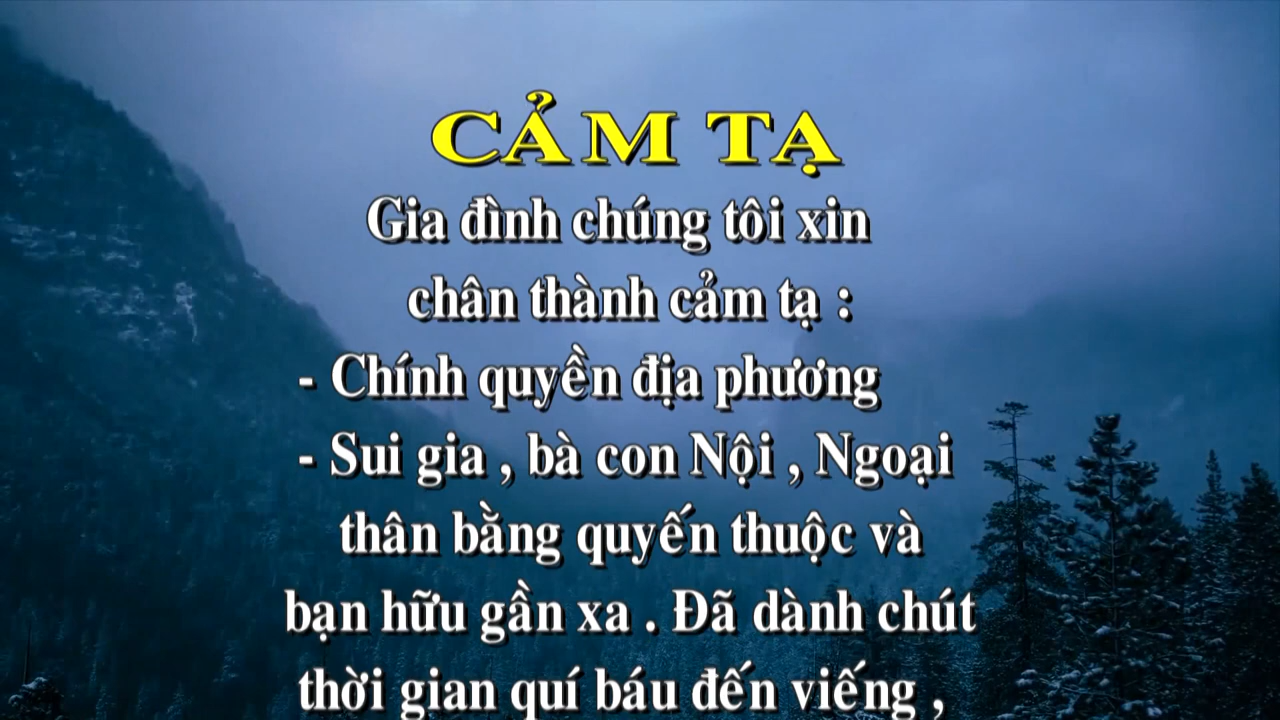 CẢM TẠ
Gia đình chúng tôi xin
chân thành cảm tạ :
- Chính quyền địa phương
- Sui gia , bà con Nội , Ngoại
thân bằng quyến thuộc và
bạn hữu gần xa . Đã dành chút
thời gian quí báu đến viếng ,